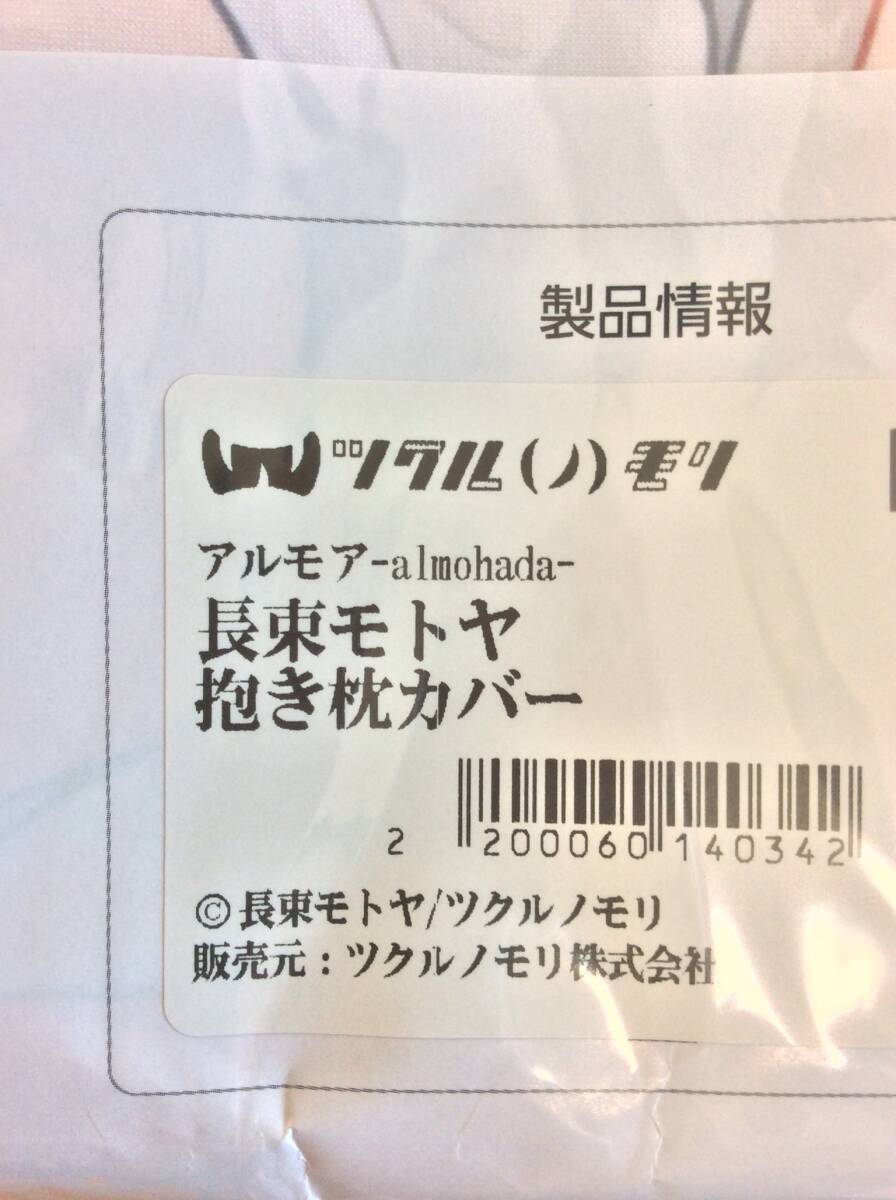 製品情報
ツクル(ノ)モリ
アルモア-almohada-
長束モトヤ
抱き枕カバー
2 200060 140342
©長束モトヤ/ツクルノモリ
販売元:ツクルノモリ株式会社